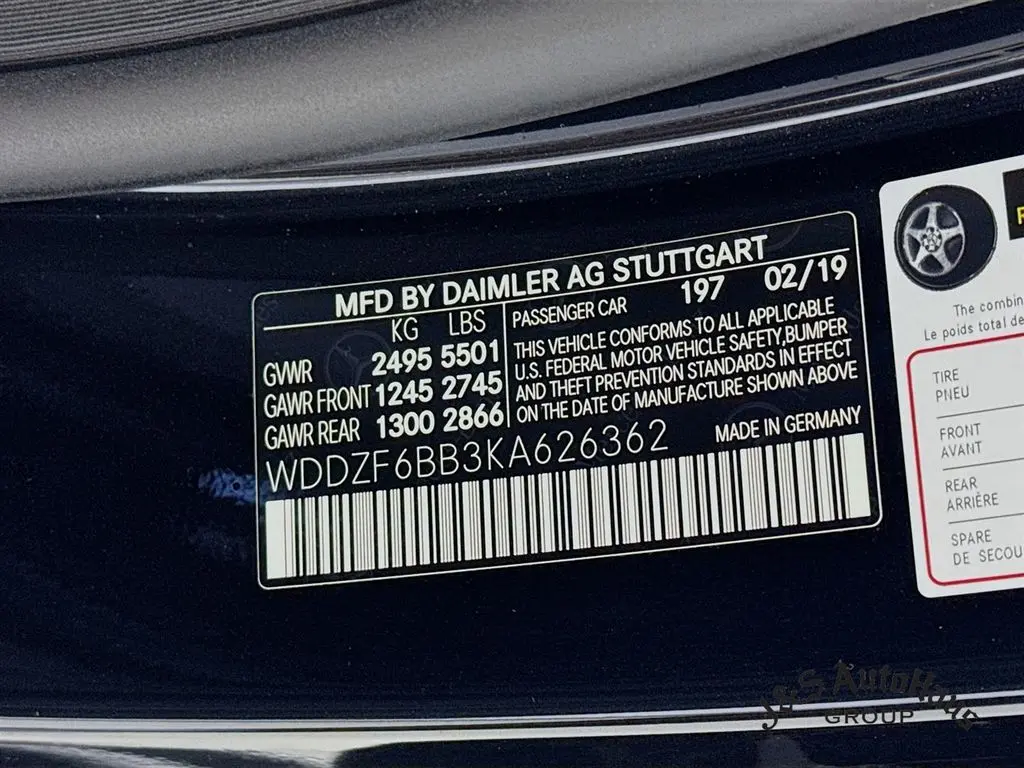 MFD BY DAIMLER AG STUTTGART
KG LBS
GVWR 2495 5501
GAWR FRONT 1245 2745
GAWR REAR 1300 2866
PASSENGER CAR 197 02/19
THIS VEHICLE CONFORMS TO ALL APPLICABLE
U.S. FEDERAL MOTOR VEHICLE SAFETY,BUMPER
AND THEFT PREVENTION STANDARDS IN EFFECT
ON THE DATE OF MANUFACTURE SHOWN ABOVE
WDDZF6BB3KA626362
MADE IN GERMANY
The combin
Le poids total de
TIRE
PNEU
FRONT
AVANT
REAR
ARRIÈRE
SPARE
DE SECOU
J&S AutoHaus
GROUP